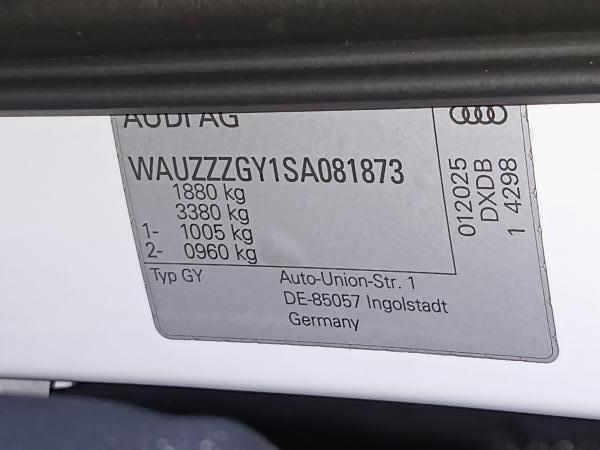 AUDI AG
WAUZZZGY1SA081873
1880 kg
3380 kg
1- 1005 kg
2- 0960 kg
Typ GY
Auto-Union-Str. 1
DE-85057 Ingolstadt
Germany
012025
DXDB
1 4298